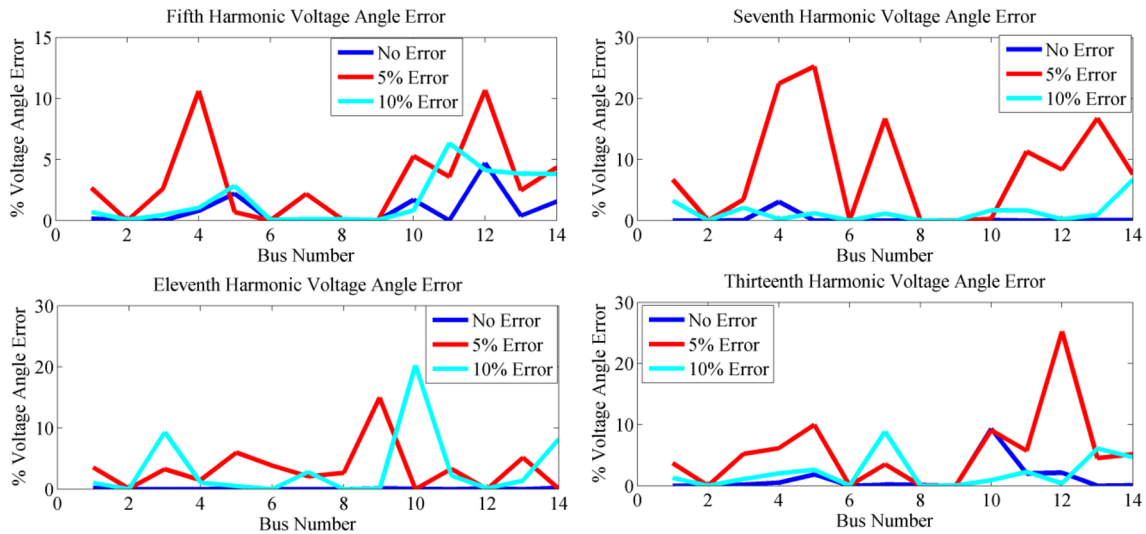 Fifth Harmonic Voltage Angle Error
% Voltage Angle Error
15
10
5
0
No Error
5% Error
10% Error
2 4 6 8 10 12 14
Bus Number
Seventh Harmonic Voltage Angle Error
% Voltage Angle Error
30
20
10
0
No Error
5% Error
10% Error
2 4 6 8 10 12 14
Bus Number
Eleventh Harmonic Voltage Angle Error
% Voltage Angle Error
30
20
10
0
No Error
5% Error
10% Error
2 4 6 8 10 12 14
Bus Number
Thirteenth Harmonic Voltage Angle Error
% Voltage Angle Error
30
20
10
0
No Error
5% Error
10% Error
2 4 6 8 10 12 14
Bus Number